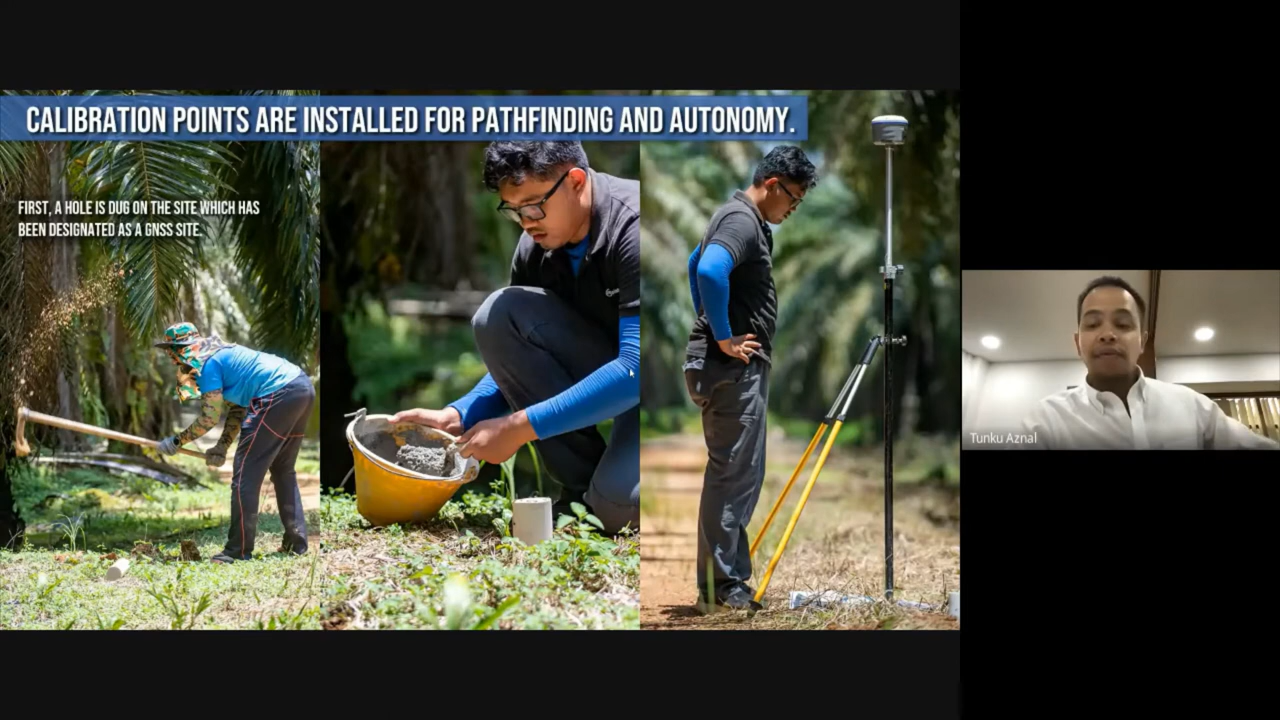 CALIBRATION POINTS ARE INSTALLED FOR PATHFINDING AND AUTONOMY.
FIRST, A HOLE IS DUG ON THE SITE WHICH HAS
BEEN DESIGNATED AS A GNSS SITE.
Tunku Aznal